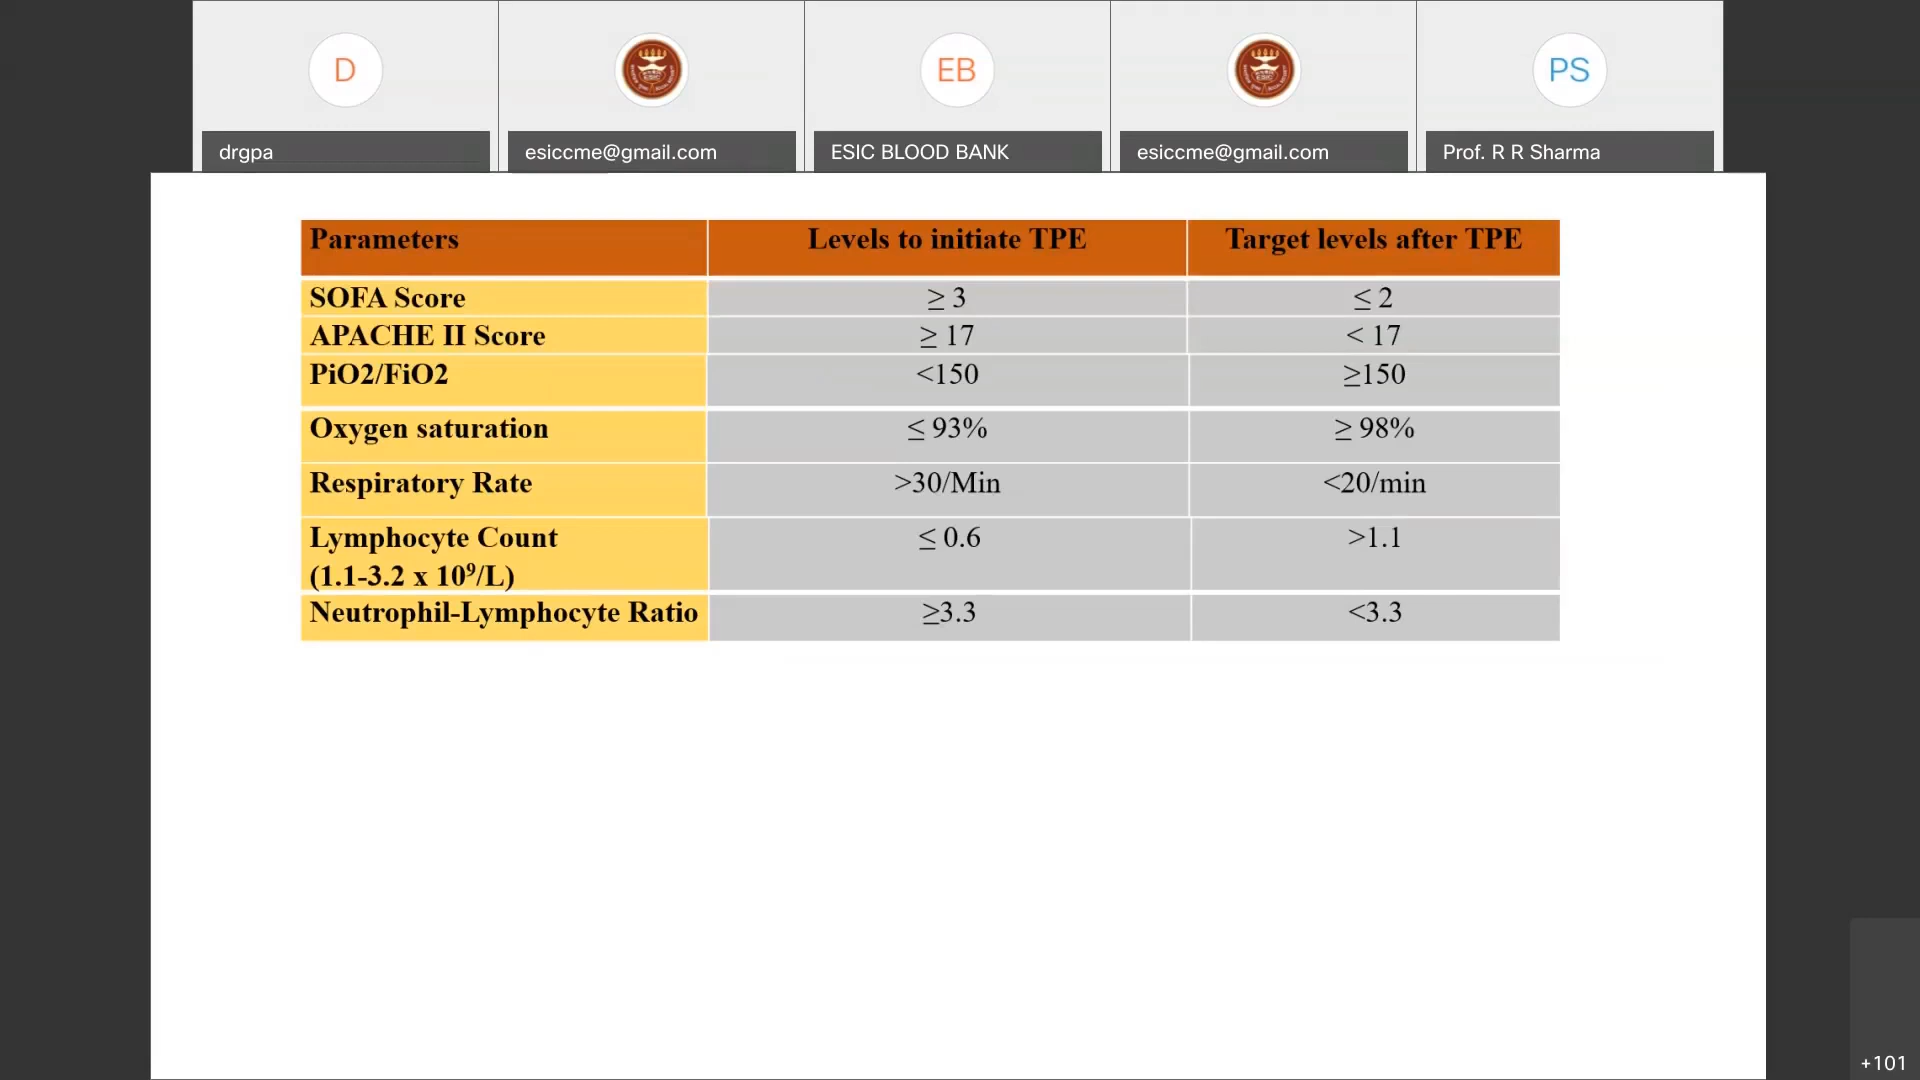 D
EB
PS
drgpa
esiccme@gmail.com
ESIC BLOOD BANK
esiccme@gmail.com
Prof. R R Sharma
Parameters Levels to initiate TPE Target levels after TPE
SOFA Score ≥ 3 ≤ 2
APACHE II Score ≥ 17 < 17
PiO2/FiO2 <150 ≥150
Oxygen saturation ≤ 93% ≥ 98%
Respiratory Rate >30/Min <20/min
Lymphocyte Count ≤ 0.6 >1.1
(1.1-3.2 x 10⁹/L)
Neutrophil-Lymphocyte Ratio ≥3.3 <3.3
+101